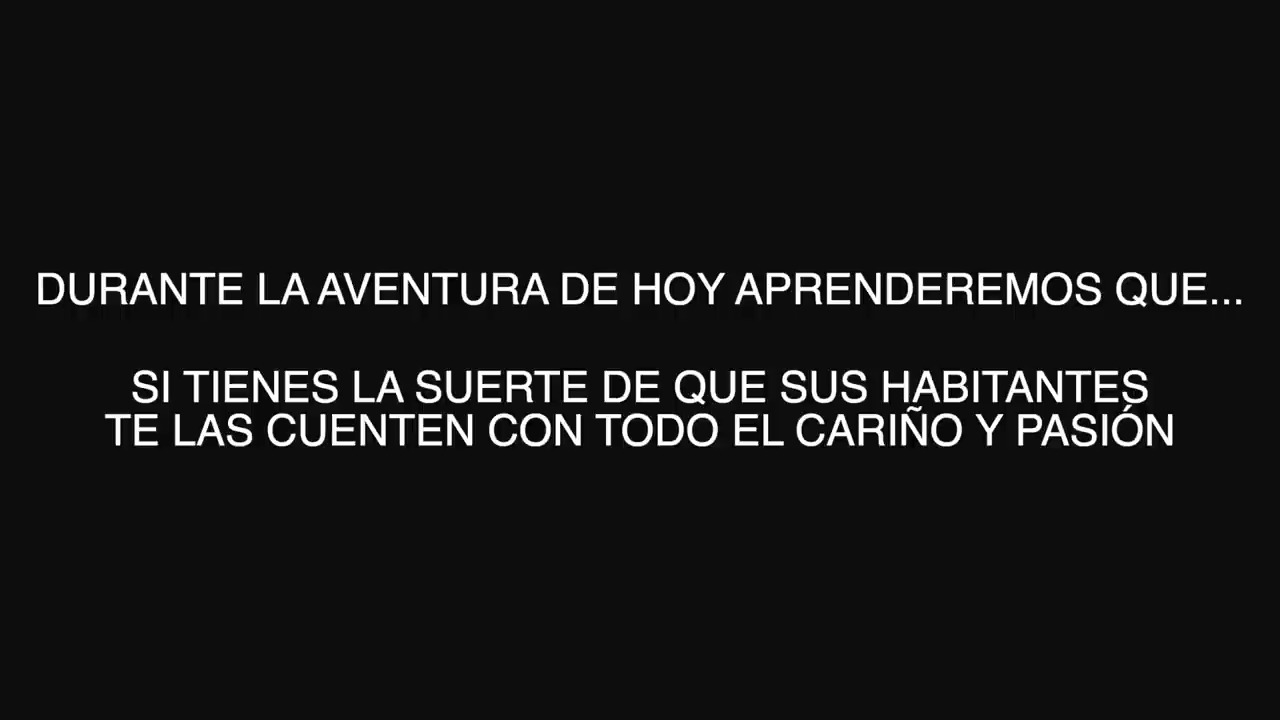 DURANTE LA AVENTURA DE HOY APRENDEREMOS QUE...
SI TIENES LA SUERTE DE QUE SUS HABITANTES
TE LAS CUENTEN CON TODO EL CARIÑO Y PASIÓN